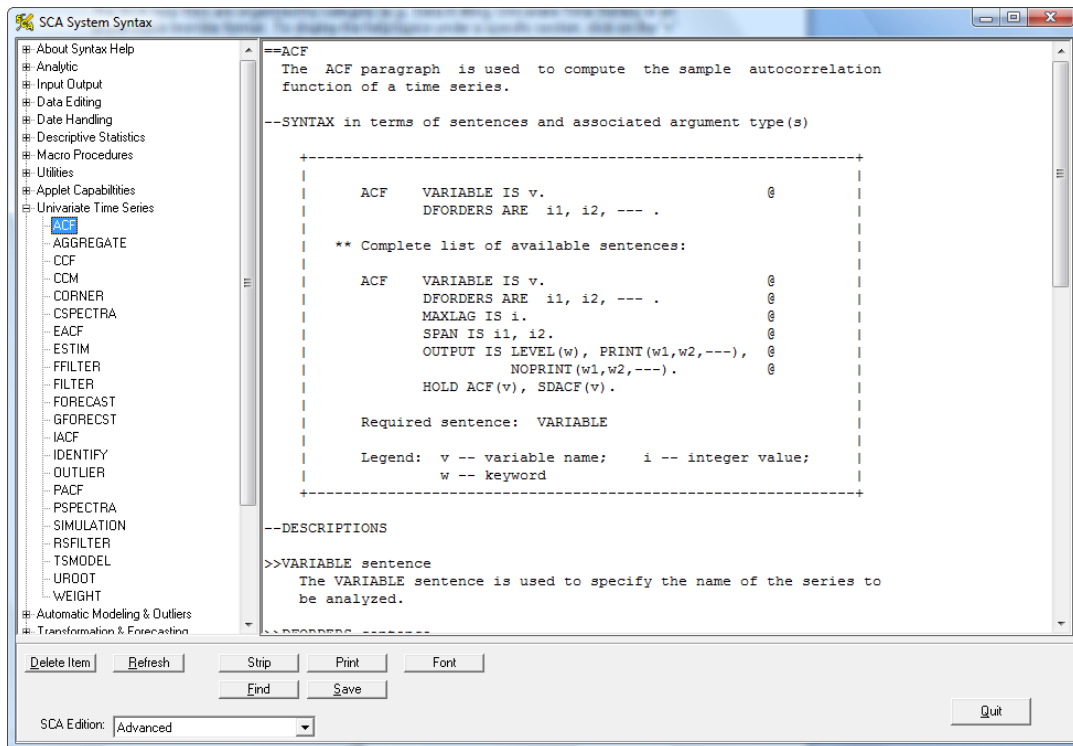 SCA System Syntax
About Syntax Help
Analytic
Input Output
Data Editing
Date Handling
Descriptive Statistics
Macro Procedures
Utilities
Applet Capabiltities
Univariate Time Series
ACF
AGGREGATE
CCF
CCM
CORNER
CSPECTRA
EACF
ESTIM
FFILTER
FILTER
FORECAST
GFORECST
IACF
IDENTIFY
OUTLIER
PACF
PSPECTRA
SIMULATION
RSFILTER
TSMODEL
UROOT
WEIGHT
Automatic Modeling & Outliers
Transformation & Forecasting
==ACF
The ACF paragraph is used to compute the sample autocorrelation
function of a time series.
--SYNTAX in terms of sentences and associated argument type(s)
+---------------------------------------------------------------+
| ACF VARIABLE IS v. @ |
| DFORDERS ARE i1, i2, --- . |
| ** Complete list of available sentences: |
| ACF VARIABLE IS v. @ |
| DFORDERS ARE i1, i2, --- . @ |
| MAXLAG IS i. @ |
| SPAN IS i1, i2. @ |
| OUTPUT IS LEVEL(w), PRINT(w1,w2,---), @ |
| NOPRINT(w1,w2,---). @ |
| HOLD ACF(v), SDACF(v). |
| Required sentence: VARIABLE |
| Legend: v -- variable name; i -- integer value; |
| w -- keyword |
+---------------------------------------------------------------+
--DESCRIPTIONS
>>VARIABLE sentence
The VARIABLE sentence is used to specify the name of the series to
be analyzed.
>>DFORDERS sentence
Delete Item Refresh Strip Print Font
Find Save
Quit
SCA Edition: Advanced